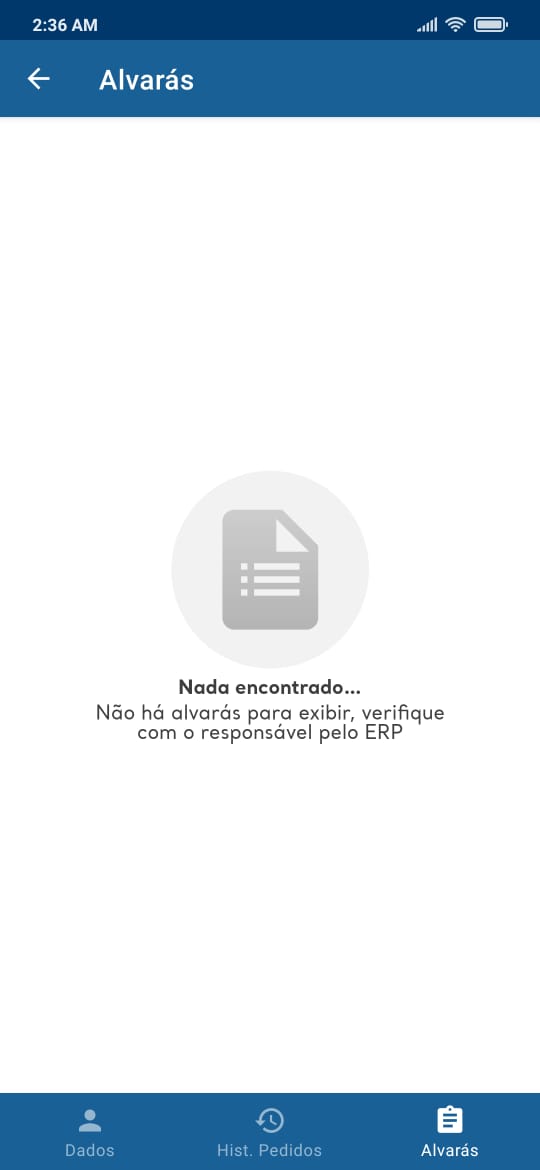 2:36 AM
Alvarás
Nada encontrado...
Não há alvarás para exibir, verifique
com o responsável pelo ERP
Dados
Hist. Pedidos
Alvarás